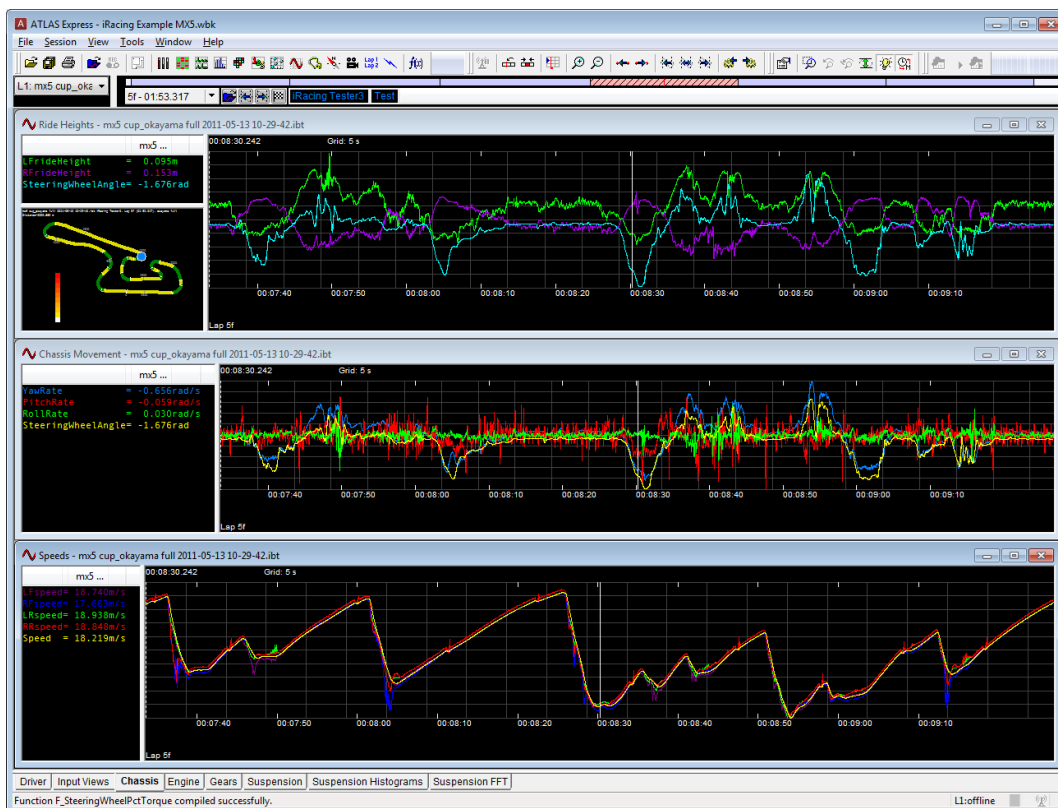 ATLAS Express - iRacing Example MX5.wbk
File Session View Tools Window Help
Lap 1
Lap 2
f(x)
L1: mx5 cup_oka
5f - 01:53.317 iRacing Tester3 Test
Ride Heights - mx5 cup_okayama full 2011-05-13 10-29-42.ibt
mx5 ...
LFrideHeight = 0.095m
RFrideHeight = 0.153m
SteeringWheelAngle= -1.676rad
00:08:30.242 Grid: 5 s
00:07:40 00:07:50 00:08:00 00:08:10 00:08:20 00:08:30 00:08:40 00:08:50 00:09:00 00:09:10
Lap 5f
Chassis Movement - mx5 cup_okayama full 2011-05-13 10-29-42.ibt
mx5 ...
YawRate = -0.656rad/s
PitchRate = -0.059rad/s
RollRate = 0.030rad/s
SteeringWheelAngle= -1.676rad
00:08:30.242 Grid: 5 s
00:07:40 00:07:50 00:08:00 00:08:10 00:08:20 00:08:30 00:08:40 00:08:50 00:09:00 00:09:10
Lap 5f
Speeds - mx5 cup_okayama full 2011-05-13 10-29-42.ibt
mx5 ...
LFspeed= 18.740m/s
RFspeed= 17.663m/s
LRspeed= 18.938m/s
RRspeed= 18.848m/s
Speed = 18.219m/s
00:08:30.242 Grid: 5 s
00:07:40 00:07:50 00:08:00 00:08:10 00:08:20 00:08:30 00:08:40 00:08:50 00:09:00 00:09:10
Lap 5f
Driver Input Views Chassis Engine Gears Suspension Suspension Histograms Suspension FFT
Function F_SteeringWheelPctTorque compiled successfully. L1:offline